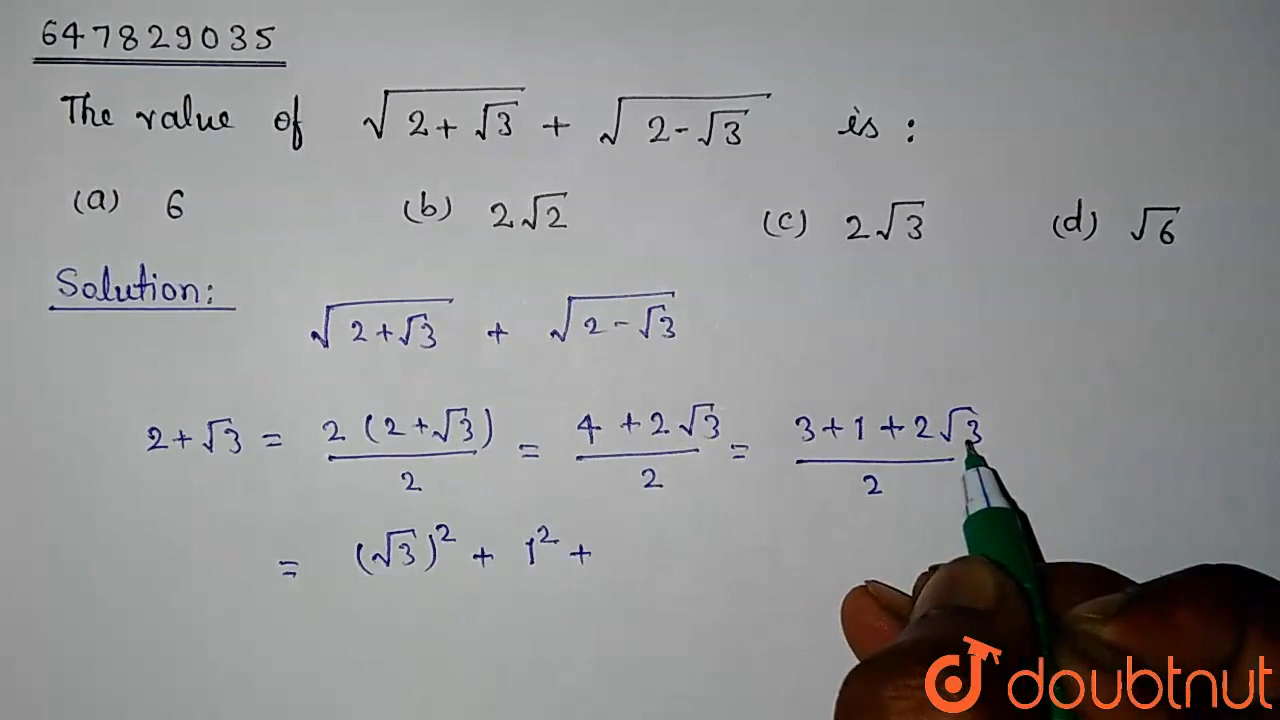 647829035
The value of √(2+√3) + √(2-√3) is :
(a) 6 (b) 2√2 (c) 2√3 (d) √6
Solution:
√(2+√3) + √(2-√3)
2+√3 = 2(2+√3)/2 = 4+2√3/2 = 3+1+2√3/2
= (√3)² + 1² +
doubtnut